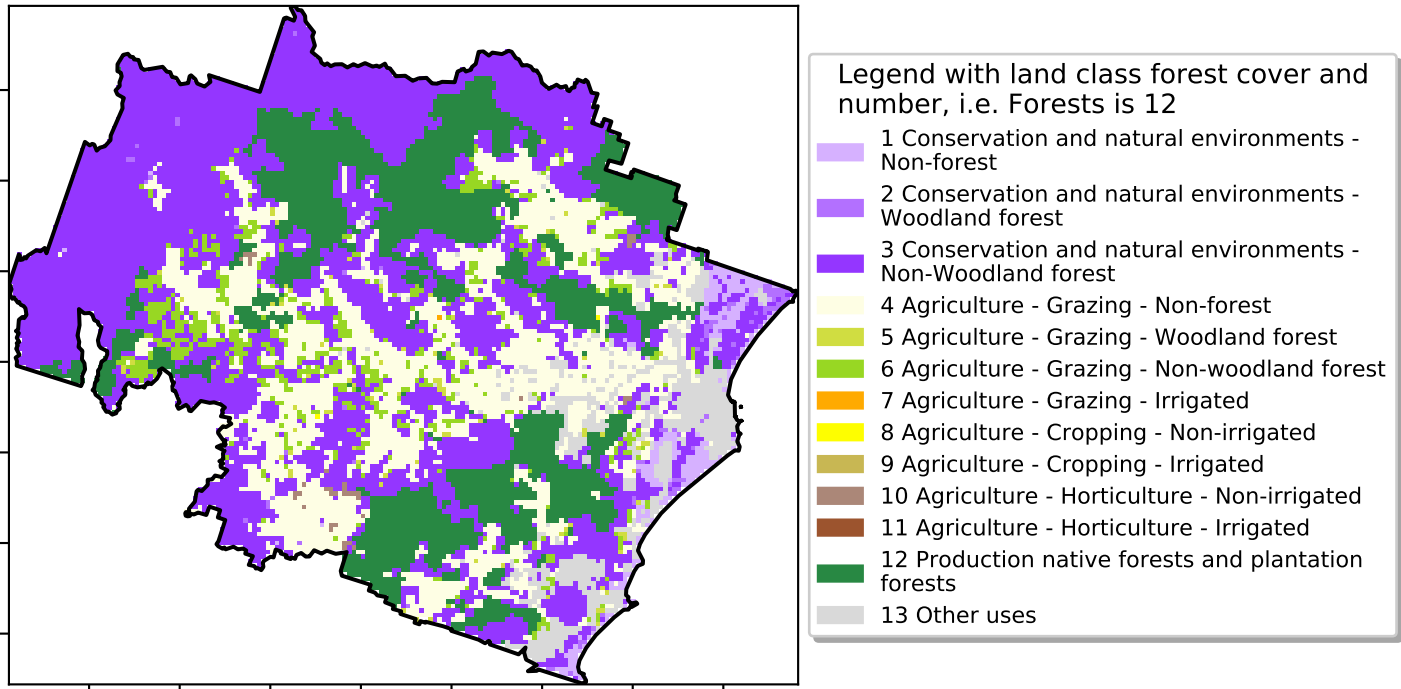 Legend with land class forest cover and
number, i.e. Forests is 12
1 Conservation and natural environments -
Non-forest
2 Conservation and natural environments -
Woodland forest
3 Conservation and natural environments -
Non-Woodland forest
4 Agriculture - Grazing - Non-forest
5 Agriculture - Grazing - Woodland forest
6 Agriculture - Grazing - Non-woodland forest
7 Agriculture - Grazing - Irrigated
8 Agriculture - Cropping - Non-irrigated
9 Agriculture - Cropping - Irrigated
10 Agriculture - Horticulture - Non-irrigated
11 Agriculture - Horticulture - Irrigated
12 Production native forests and plantation
forests
13 Other uses